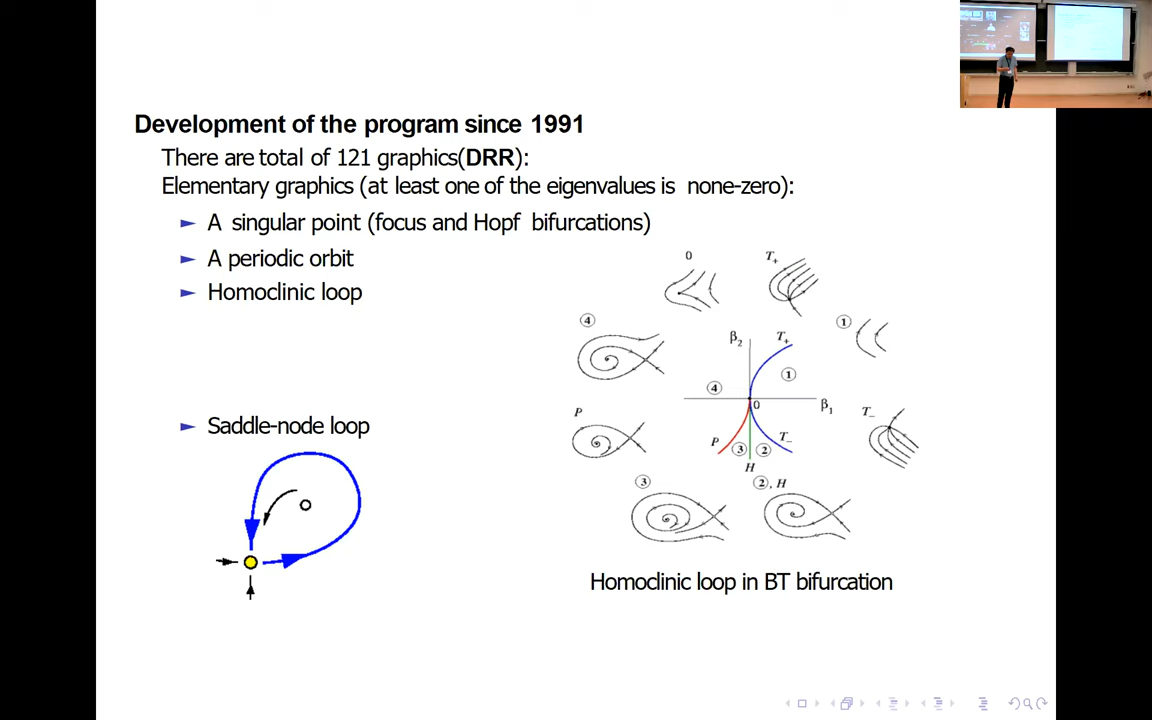 Development of the program since 1991
There are total of 121 graphics(DRR):
Elementary graphics (at least one of the eigenvalues is none-zero):
► A singular point (focus and Hopf bifurcations)
► A periodic orbit
► Homoclinic loop
► Saddle-node loop
0
T+
④
①
β2
T+
④
①
0
β1
P
T−
P
③
②
T−
H
③
②, H
Homoclinic loop in BT bifurcation